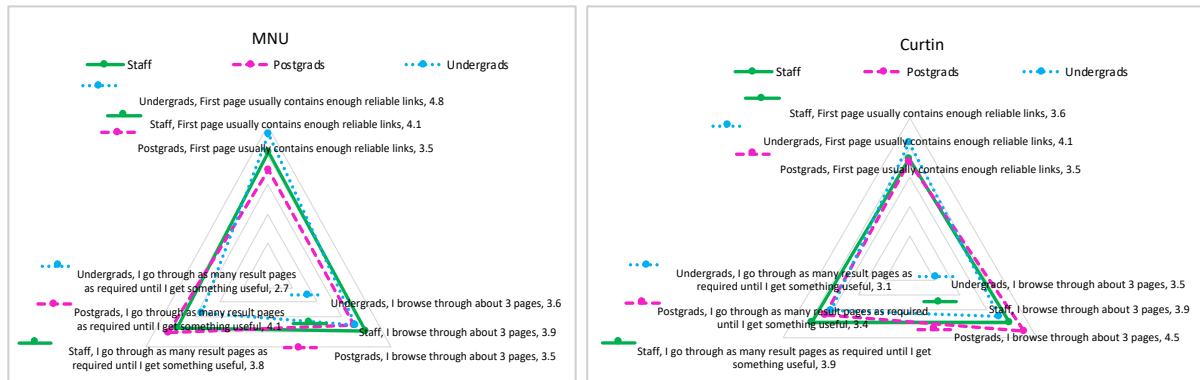 MNU
Staff
Postgrads
Undergrads
Undergrads, First page usually contains enough reliable links, 4.8
Staff, First page usually contains enough reliable links, 4.1
Postgrads, First page usually contains enough reliable links, 3.5
Undergrads, I go through as many result pages
as required until I get something useful, 2.7
Undergrads, I browse through about 3 pages, 3.6
Postgrads, I go through as many result pages
as required until I get something useful, 4.1
Staff, I browse through about 3 pages, 3.9
Staff, I go through as many result pages as
required until I get something useful, 3.8
Postgrads, I browse through about 3 pages, 3.5
Curtin
Staff
Postgrads
Undergrads
Staff, First page usually contains enough reliable links, 3.6
Undergrads, First page usually contains enough reliable links, 4.1
Postgrads, First page usually contains enough reliable links, 3.5
Undergrads, I go through as many result pages as
required until I get something useful, 3.1
Undergrads, I browse through about 3 pages, 3.5
Postgrads, I go through as many result pages as required
until I get something useful, 3.4
Staff, I browse through about 3 pages, 3.9
Postgrads, I browse through about 3 pages, 4.5
Staff, I go through as many result pages as required until I get
something useful, 3.9